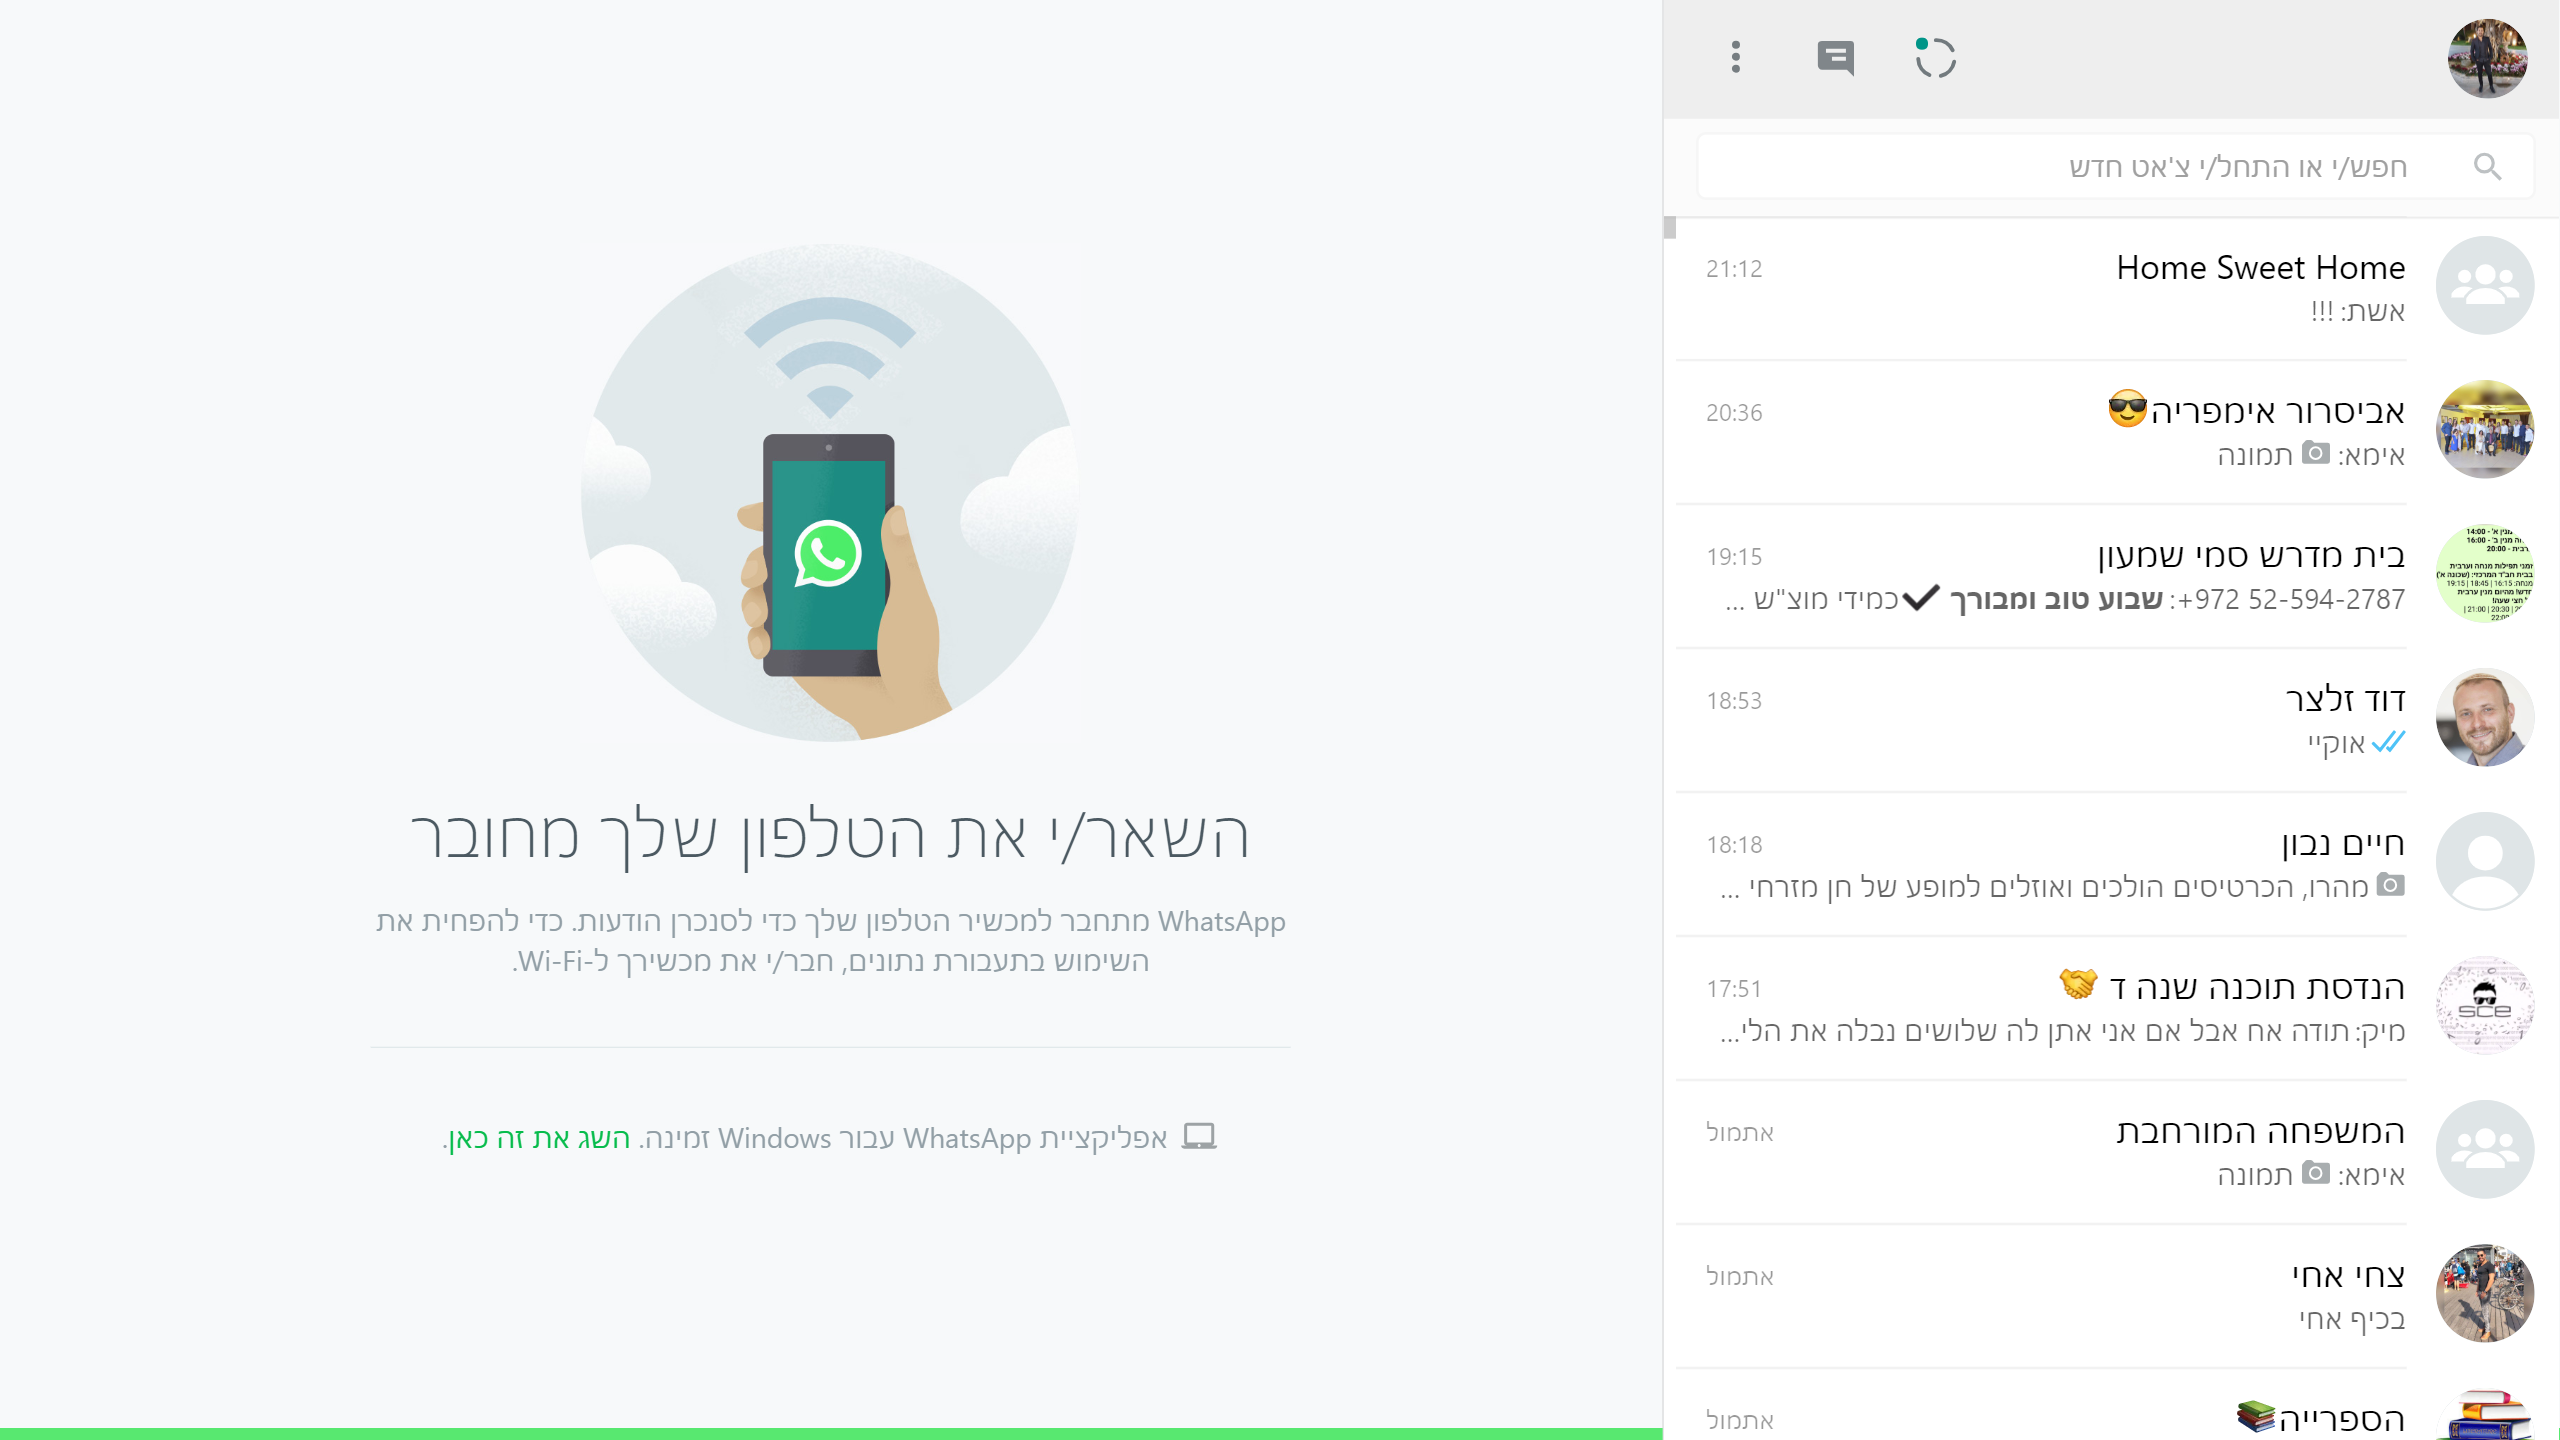 חפש/י או התחל/י צ'אט חדש
Home Sweet Home
21:12
אשת: !!!
אביסרור אימפריה😎
20:36
אימא: תמונה
בית מדרש סמי שמעון
19:15
+972 52-594-2787: שבוע טוב ומבורך ✔כמידי מוצ"ש ...
דוד זלצר
18:53
אוקיי
חיים נבון
18:18
מהרו, הכרטיסים הולכים ואוזלים למופע של חן מזרחי ...
הנדסת תוכנה שנה ד 🤝
17:51
מיק: תודה אח אבל אם אני אתן לה שלושים נבלה את הלי...
sce
המשפחה המורחבת
אתמול
אימא: תמונה
צחי אחי
אתמול
בכיף אחי
הספרייה📚
אתמול
השאר/י את הטלפון שלך מחובר
WhatsApp מתחבר למכשיר הטלפון שלך כדי לסנכרן הודעות. כדי להפחית את
השימוש בתעבורת נתונים, חבר/י את מכשירך ל-Wi-Fi.
אפליקציית WhatsApp עבור Windows זמינה. השג את זה כאן.